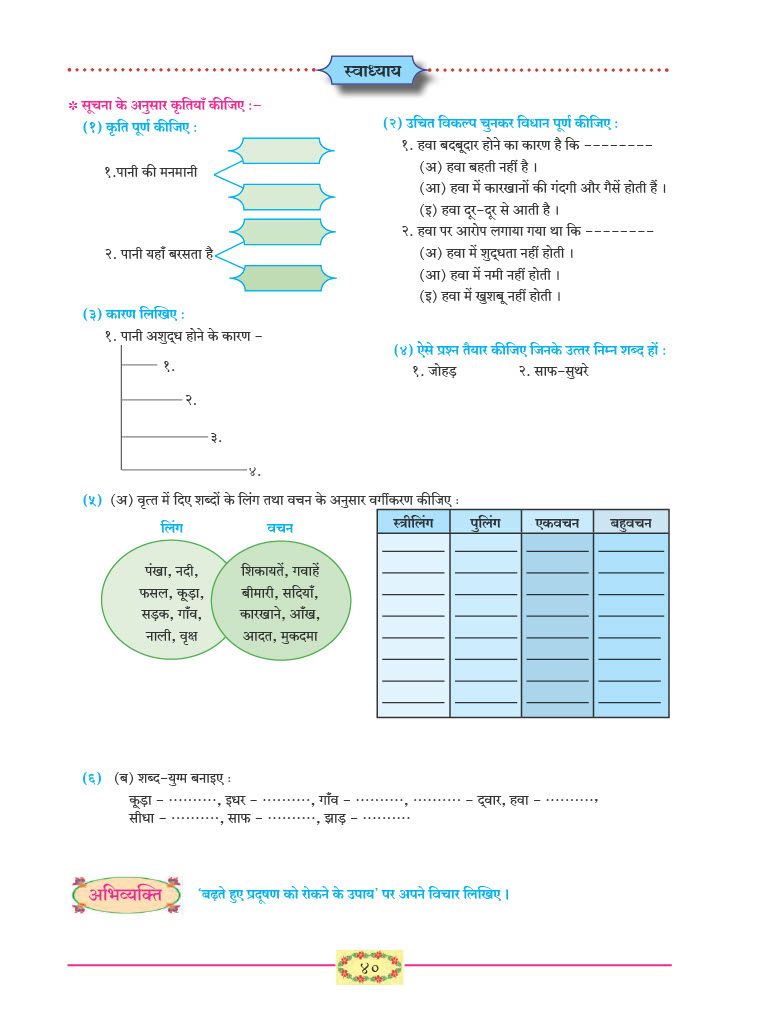 स्वाध्याय
* सूचना के अनुसार कृतियाँ कीजिए :-
(१) कृति पूर्ण कीजिए :
१.पानी की मनमानी
२. पानी यहाँ बरसता है
(२) उचित विकल्प चुनकर विधान पूर्ण कीजिए :
१. हवा बदबूदार होने का कारण है कि --------
(अ) हवा बहती नहीं है ।
(आ) हवा में कारखानों की गंदगी और गैसें होती हैं ।
(इ) हवा दूर-दूर से आती है ।
२. हवा पर आरोप लगाया गया था कि --------
(अ) हवा में शुद्धता नहीं होती ।
(आ) हवा में नमी नहीं होती ।
(इ) हवा में खुशबू नहीं होती ।
(३) कारण लिखिए :
१. पानी अशुद्ध होने के कारण -
१.
२.
३.
४.
(४) ऐसे प्रश्न तैयार कीजिए जिनके उत्तर निम्न शब्द हों :
१. जोहड़ २. साफ-सुथरे
(५) (अ) वृत्त में दिए शब्दों के लिंग तथा वचन के अनुसार वर्गीकरण कीजिए :
लिंग वचन
पंखा, नदी,
फसल, कूड़ा,
सड़क, गाँव,
नाली, वृक्ष
शिकायतें, गवाहें
बीमारी, सदियाँ,
कारखाने, आँख,
आदत, मुकदमा
स्त्रीलिंग पुलिंग एकवचन बहुवचन
(६) (ब) शब्द-युग्म बनाइए :
कूड़ा - ··········, इधर - ··········, गाँव - ··········, ·········· - द्वार, हवा - ··········,
सीधा - ··········, साफ - ··········, झाड़ - ··········
अभिव्यक्ति
‘बढ़ते हुए प्रदूषण को रोकने के उपाय’ पर अपने विचार लिखिए ।
४०